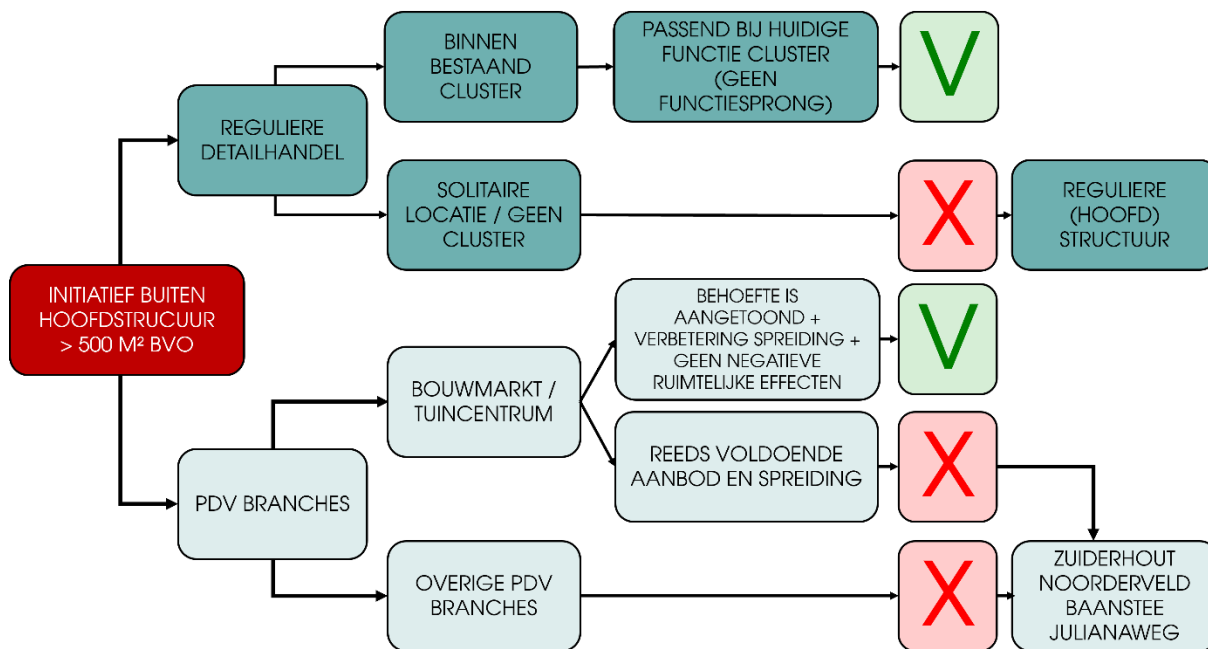 BINNEN
BESTAAND
CLUSTER
PASSEND BIJ HUIDIGE
FUNCTIE CLUSTER
(GEEN
FUNCTIESPRONG)
V
REGULIERE
DETAILHANDEL
SOLITAIRE
LOCATIE / GEEN
CLUSTER
X
REGULIERE
(HOOFD)
STRUCTUUR
INITIATIEF BUITEN
HOOFDSTRUCUUR
> 500 M² BVO
BEHOEFTE IS
AANGETOOND +
VERBETERING SPREIDING +
GEEN NEGATIEVE
RUIMTELIJKE EFFECTEN
V
BOUWMARKT /
TUINCENTRUM
REEDS VOLDOENDE
AANBOD EN SPREIDING
X
PDV BRANCHES
OVERIGE PDV
BRANCHES
X
ZUIDERHOUT
NOORDERVELD
BAANSTEE
JULIANAWEG